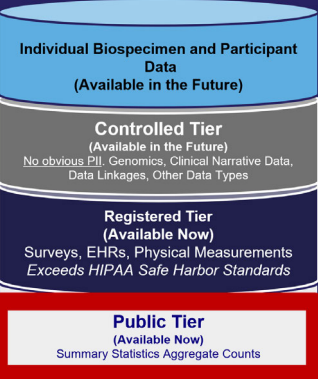 Individual Biospecimen and Participant
Data
(Available in the Future)
Controlled Tier
(Available in the Future)
No obvious PII. Genomics, Clinical Narrative Data,
Data Linkages, Other Data Types
Registered Tier
(Available Now)
Surveys, EHRs, Physical Measurements
Exceeds HIPAA Safe Harbor Standards
Public Tier
(Available Now)
Summary Statistics Aggregate Counts